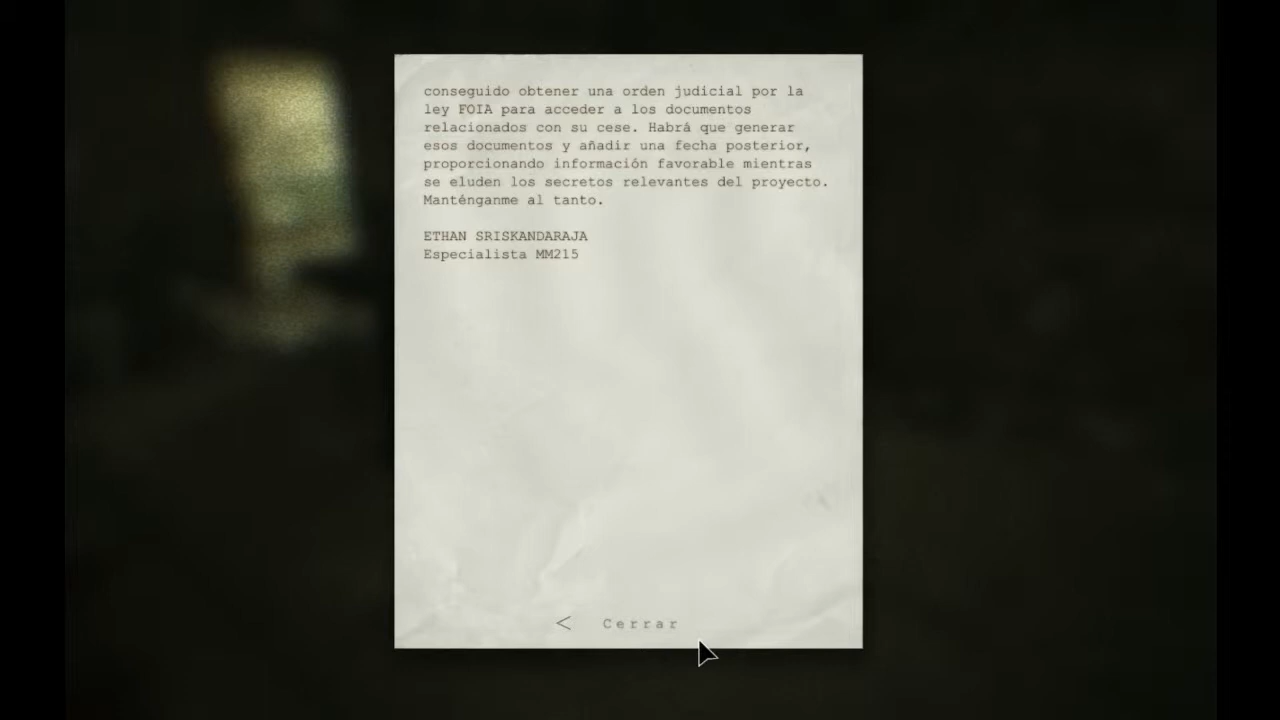 conseguido obtener una orden judicial por la
ley FOIA para acceder a los documentos
relacionados con su cese. Habrá que generar
esos documentos y añadir una fecha posterior,
proporcionando información favorable mientras
se eluden los secretos relevantes del proyecto.
Manténganme al tanto.
ETHAN SRISKANDARAJA
Especialista MM215
< Cerrar